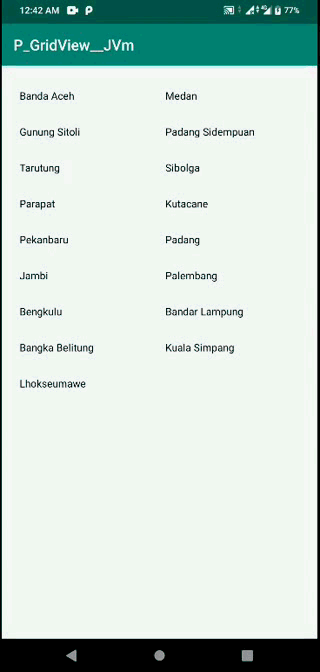 12:42 AM 77%
P_GridView__JVm
Banda Aceh Medan
Gunung Sitoli Padang Sidempuan
Tarutung Sibolga
Parapat Kutacane
Pekanbaru Padang
Jambi Palembang
Bengkulu Bandar Lampung
Bangka Belitung Kuala Simpang
Lhokseumawe